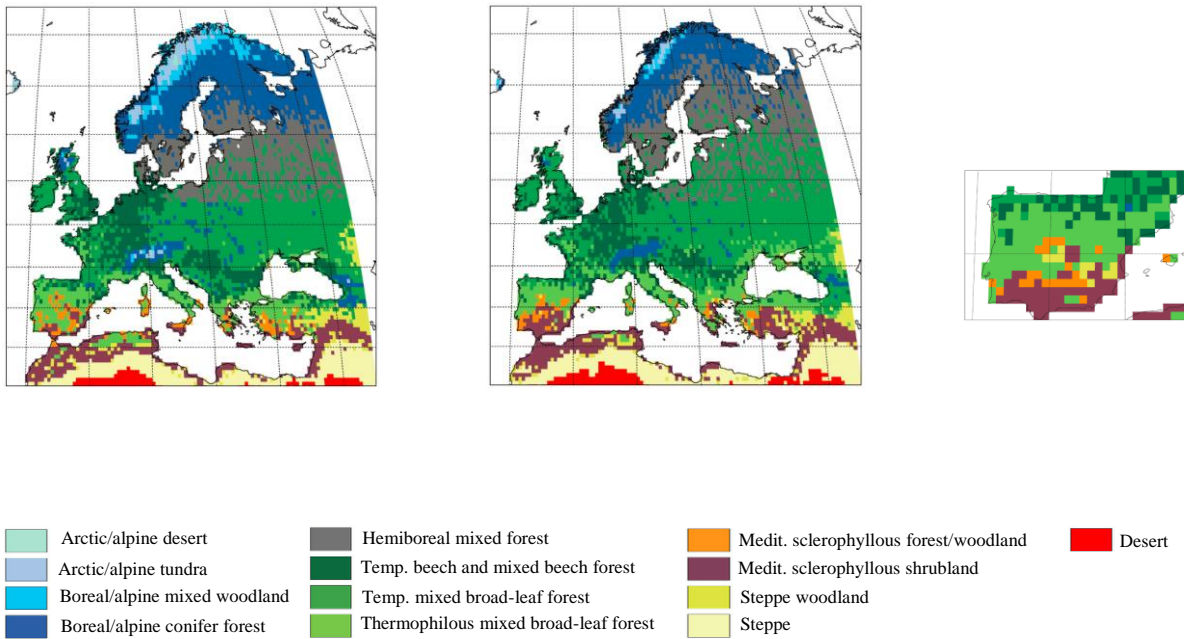 Arctic/alpine desert
Arctic/alpine tundra
Boreal/alpine mixed woodland
Boreal/alpine conifer forest
Hemiboreal mixed forest
Temp. beech and mixed beech forest
Temp. mixed broad-leaf forest
Thermophilous mixed broad-leaf forest
Medit. sclerophyllous forest/woodland
Medit. sclerophyllous shrubland
Steppe woodland
Steppe
Desert